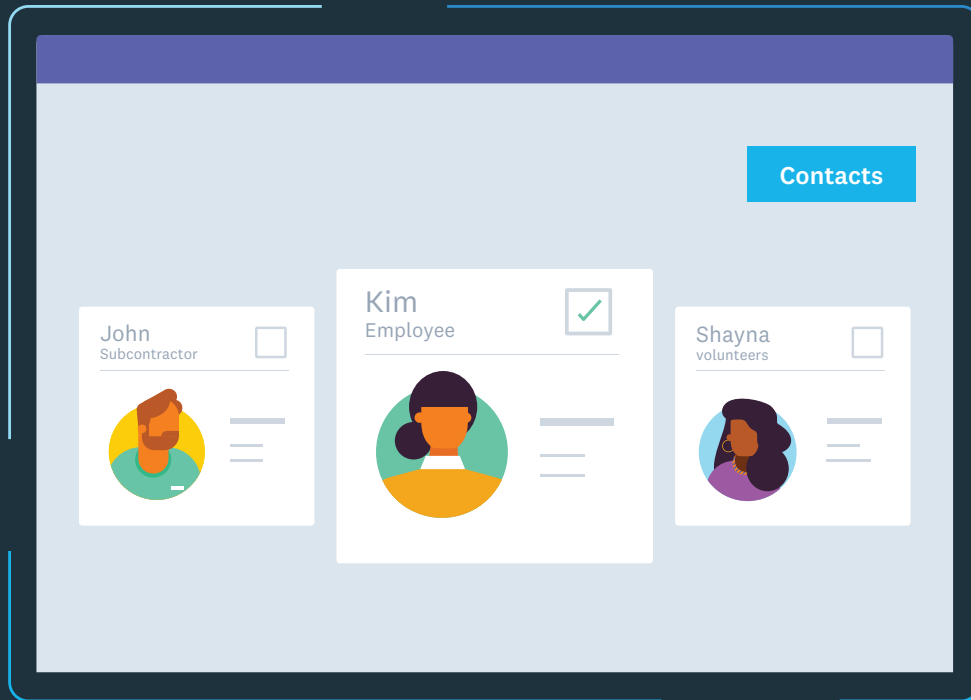 Contacts
John
Subcontractor
Kim
Employee
Shayna
volunteers